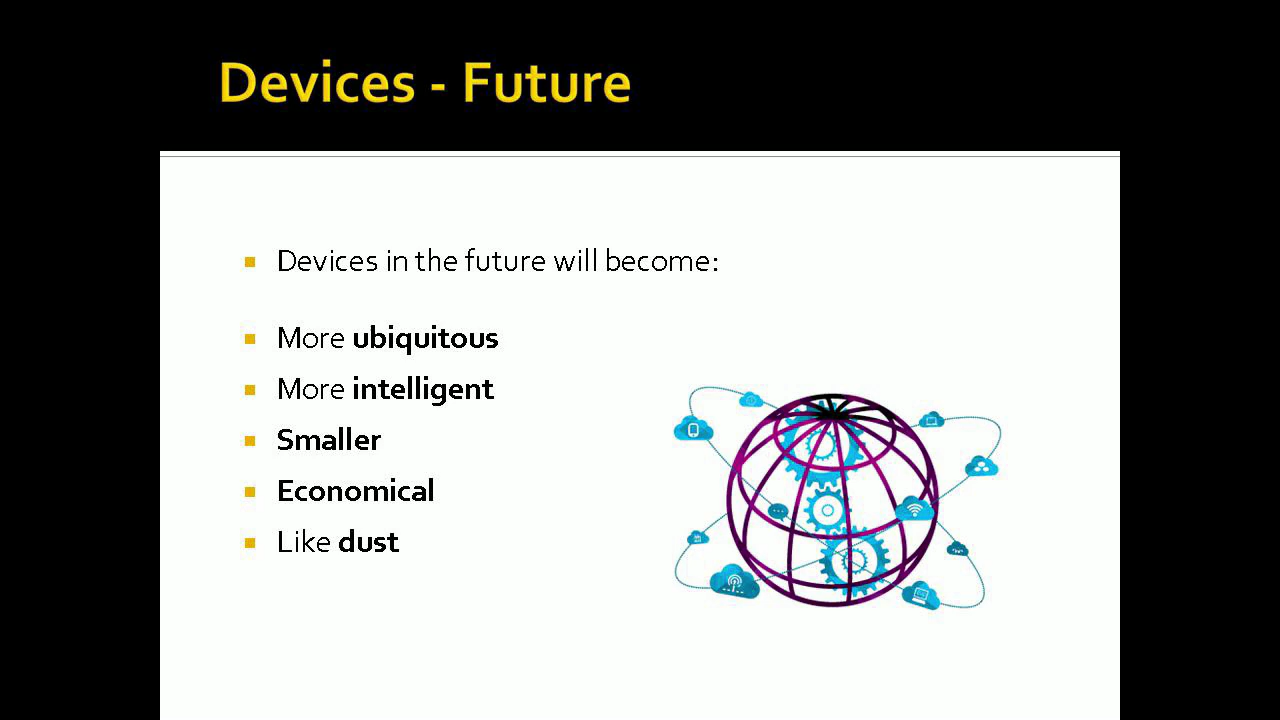 Devices - Future
Devices in the future will become:
More ubiquitous
More intelligent
Smaller
Economical
Like dust